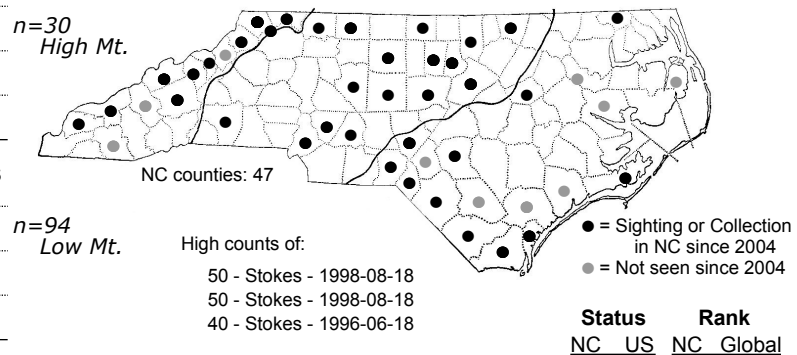 n=30
High Mt.
NC counties: 47
n=94
Low Mt.
High counts of:
50 - Stokes - 1998-08-18
50 - Stokes - 1998-08-18
40 - Stokes - 1996-06-18
= Sighting or Collection
in NC since 2004
= Not seen since 2004
Status Rank
NC US NC Global